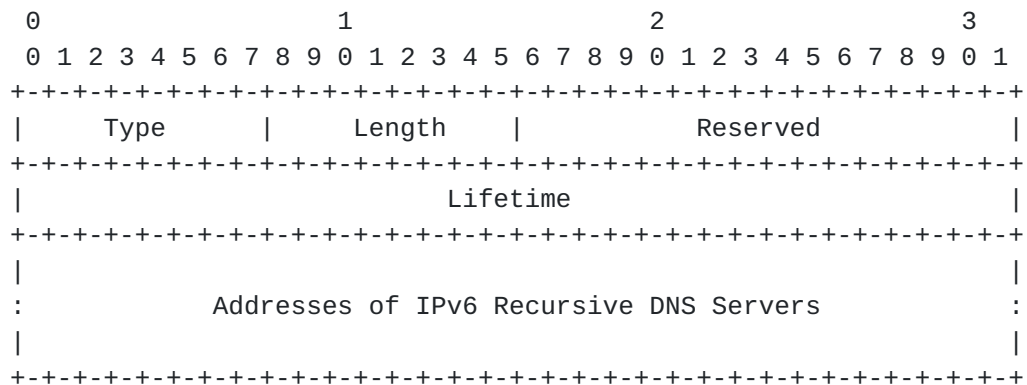 0                   1                   2                   3
 0 1 2 3 4 5 6 7 8 9 0 1 2 3 4 5 6 7 8 9 0 1 2 3 4 5 6 7 8 9 0 1
+-+-+-+-+-+-+-+-+-+-+-+-+-+-+-+-+-+-+-+-+-+-+-+-+-+-+-+-+-+-+-+-+
|     Type      |     Length    |           Reserved            |
+-+-+-+-+-+-+-+-+-+-+-+-+-+-+-+-+-+-+-+-+-+-+-+-+-+-+-+-+-+-+-+-+
|                           Lifetime                            |
+-+-+-+-+-+-+-+-+-+-+-+-+-+-+-+-+-+-+-+-+-+-+-+-+-+-+-+-+-+-+-+-+
|                                                               |
:            Addresses of IPv6 Recursive DNS Servers            :
|                                                               |
+-+-+-+-+-+-+-+-+-+-+-+-+-+-+-+-+-+-+-+-+-+-+-+-+-+-+-+-+-+-+-+-+